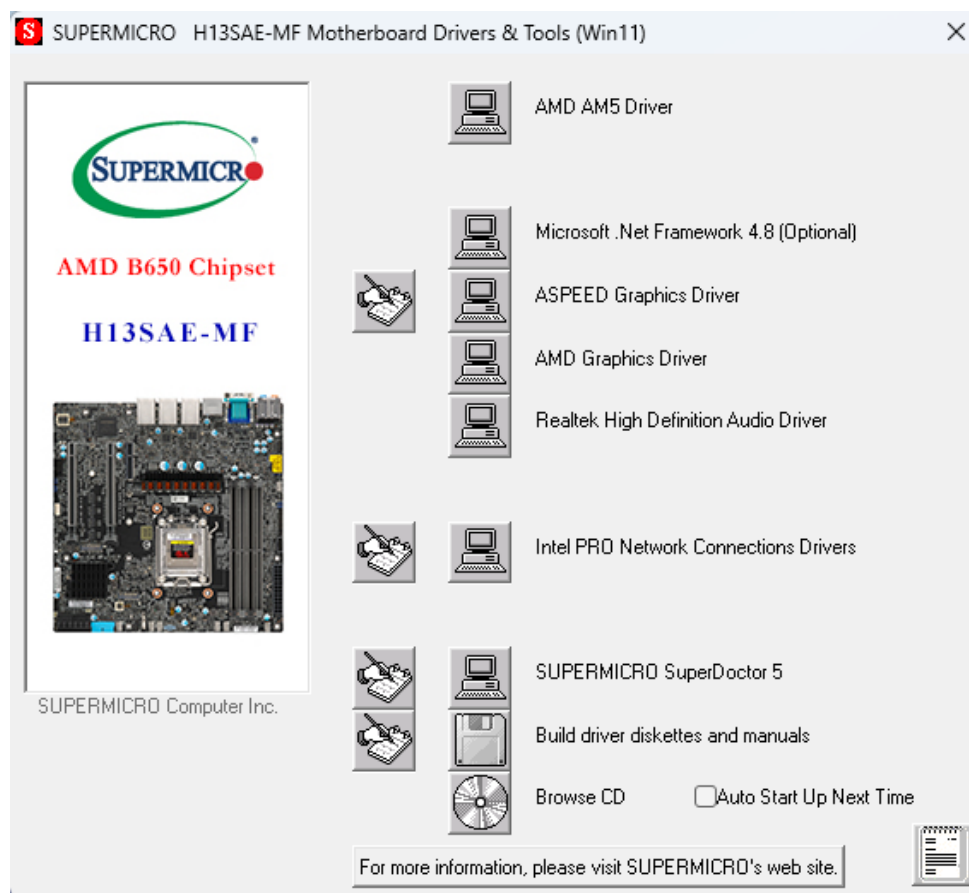 SUPERMICRO H13SAE-MF Motherboard Drivers & Tools (Win11)
SUPERMICRO
AMD B650 Chipset
H13SAE-MF
SUPERMICRO Computer Inc.
AMD AM5 Driver
Microsoft .Net Framework 4.8 (Optional)
ASPEED Graphics Driver
AMD Graphics Driver
Realtek High Definition Audio Driver
Intel PRO Network Connections Drivers
SUPERMICRO SuperDoctor 5
Build driver diskettes and manuals
Browse CD
Auto Start Up Next Time
For more information, please visit SUPERMICRO's web site.